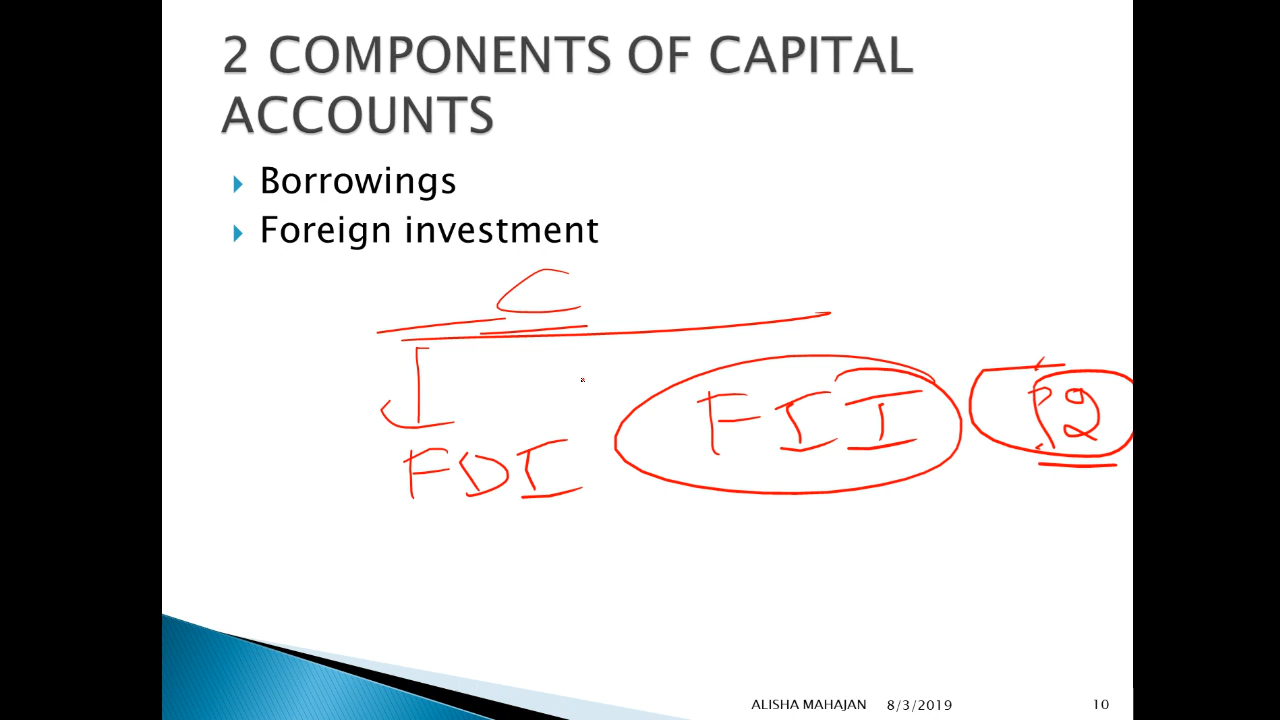 2 COMPONENTS OF CAPITAL
ACCOUNTS
Borrowings
Foreign investment
C
FDI
FII
ALISHA MAHAJAN 8/3/2019 10